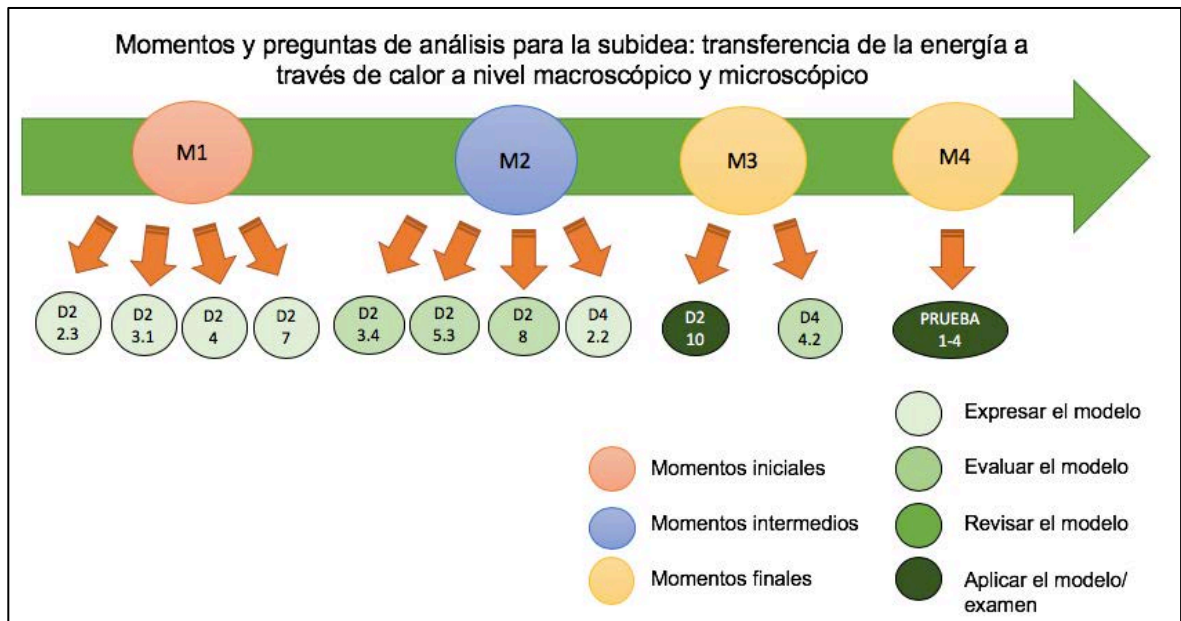 Momentos y preguntas de análisis para la subidea: transferencia de la energía a
través de calor a nivel macroscópico y microscópico
M1
M2
M3
M4
D2
2.3
D2
3.1
D2
4
D2
7
D2
3.4
D2
5.3
D2
8
D4
2.2
D2
10
D4
4.2
PRUEBA
1-4
Momentos iniciales
Momentos intermedios
Momentos finales
Expresar el modelo
Evaluar el modelo
Revisar el modelo
Aplicar el modelo/
examen